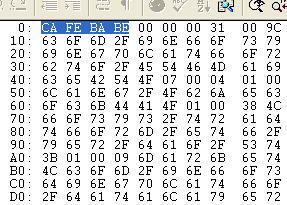 0: CA FE BA BB 00 00 00 31 00 9C
10: 63 6F 6D 2F 69 6E 66 6F 73 79
20: 69 6E 67 70 6C 61 74 66 6F 72
30: 62 74 6F 2F 45 54 46 4D 61 69
40: 63 65 42 54 4F 07 00 04 01 00
50: 6C 61 6E 67 2F 4F 62 6A 65 63
60: 6F 63 6B 44 41 4F 01 00 38 4C
70: 66 6F 73 79 73 2F 74 72 61 64
80: 74 66 6F 72 6D 2F 65 74 66 2F
90: 79 65 72 2F 64 61 6F 2F 53 74
A0: 3B 01 00 09 6D 61 72 6B 65 74
B0: 4C 63 6F 6D 2F 69 6E 66 6F 73
C0: 64 69 6E 67 70 6C 61 74 66 6F
D0: 2F 64 61 74 61 6C 61 79 65 72